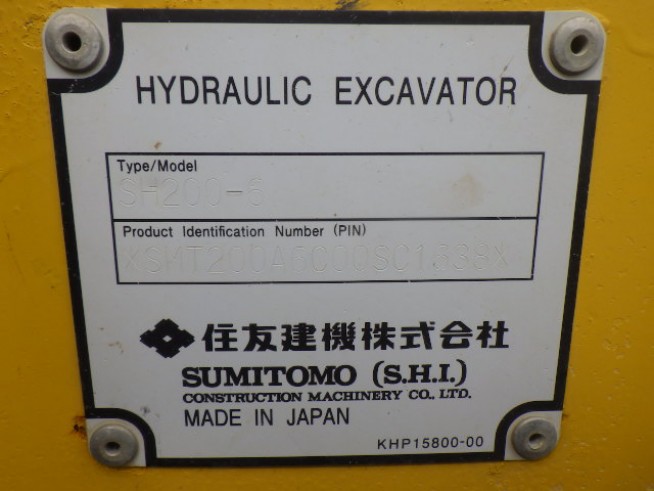 HYDRAULIC EXCAVATOR
Type/Model
SH200-6
Product Identification Number (PIN)
住友建機株式会社
SUMITOMO (S.H.I.)
CONSTRUCTION MACHINERY CO., LTD.
MADE IN JAPAN
KHP15800-00